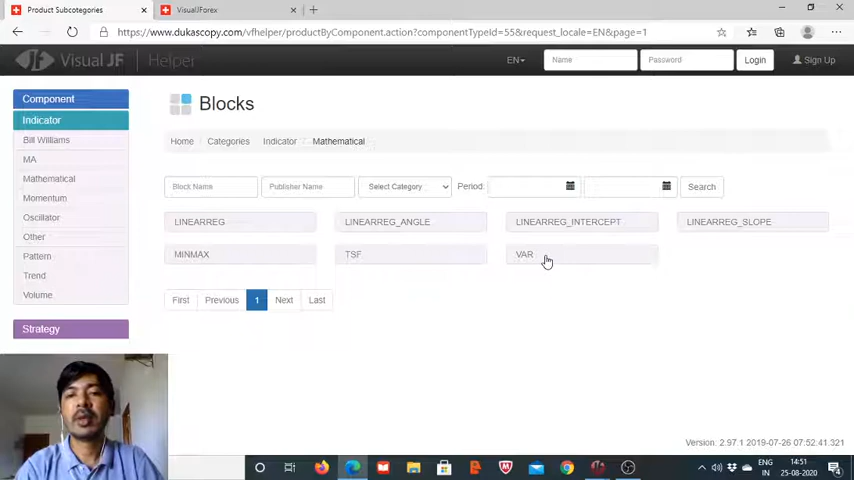 Product Subcotegories
VisualJForex
https://www.dukascopy.com/vfhelper/productByComponent.action?componentTypeId=55&request_locale=EN&page=1
Visual JF Helper
EN
Name
Password
Login
Sign Up
Component
Indicator
Bill Williams
MA
Mathematical
Momentum
Oscillator
Other
Pattern
Trend
Volume
Strategy
Blocks
Home / Categories / Indicator / Mathematical
Block Name
Publisher Name
Select Category
Period:
Search
LINEARREG
LINEARREG_ANGLE
LINEARREG_INTERCEPT
LINEARREG_SLOPE
MINMAX
TSF
VAR
First
Previous
1
Next
Last
Version: 2.97.1 2019-07-26 07:52:41.321
ENG
IN
14:51
25-08-2020
4